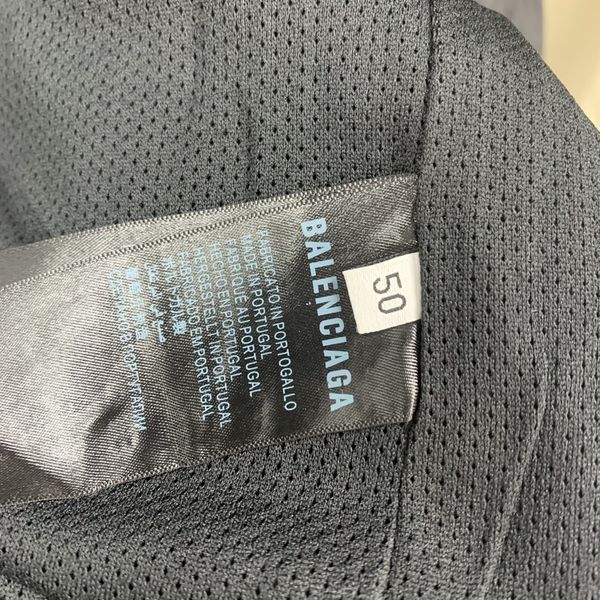 50
BALENCIAGA
FABRICATO IN PORTOGALLO
MADE IN PORTUGAL
FABRIQUÉ AU PORTUGAL
HECHO EN PORTUGAL
HERGESTELLT IN PORTUGAL
FABRICADO EM PORTUGAL